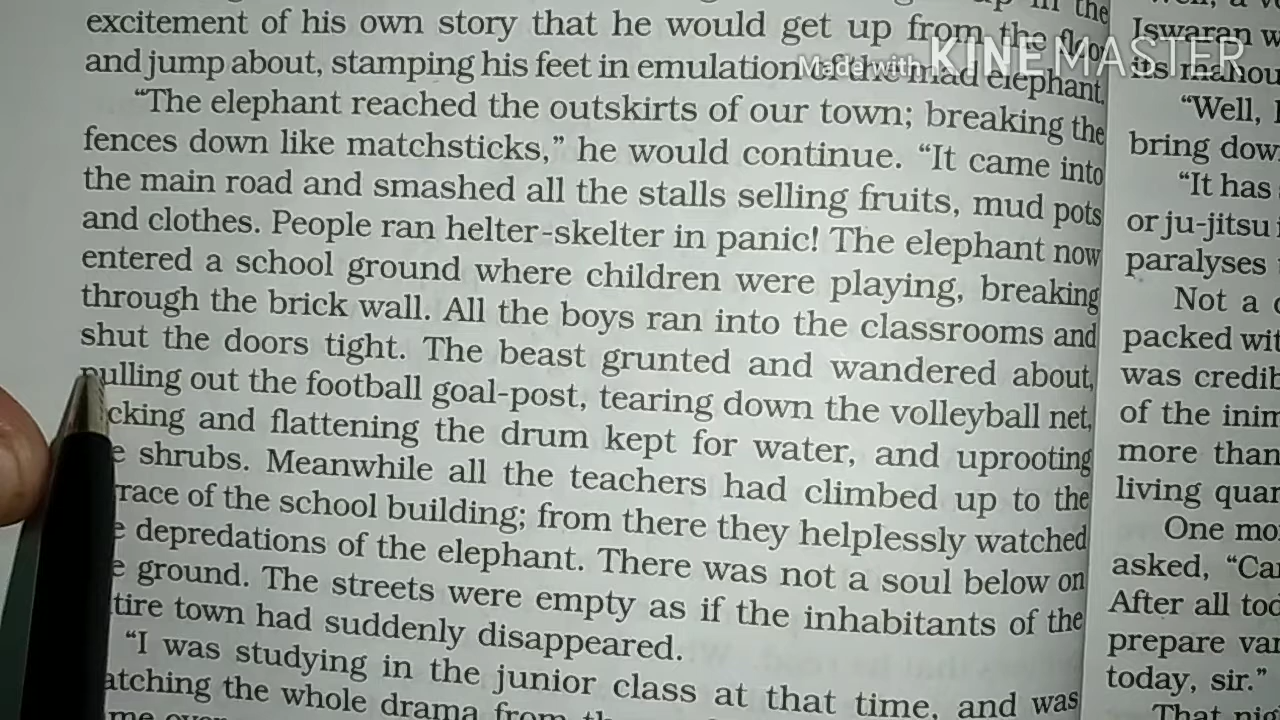 excitement of his own story that he would get up from the floor
and jump about, stamping his feet in emulation of the mad elephant.
"The elephant reached the outskirts of our town; breaking the
fences down like matchsticks," he would continue. "It came into
the main road and smashed all the stalls selling fruits, mud pots
and clothes. People ran helter-skelter in panic! The elephant now
entered a school ground where children were playing, breaking
through the brick wall. All the boys ran into the classrooms and
shut the doors tight. The beast grunted and wandered about,
pulling out the football goal-post, tearing down the volleyball net,
cking and flattening the drum kept for water, and uprooting
e shrubs. Meanwhile all the teachers had climbed up to the
rrace of the school building; from there they helplessly watched
e depredations of the elephant. There was not a soul below on
e ground. The streets were empty as if the inhabitants of the
tire town had suddenly disappeared.
"I was studying in the junior class at that time, and was
atching the whole drama from
Made with KINEMASTER
Iswaran w
its mahou
"Well,
bring dow
"It has
or ju-jitsu
paralyses
Not a
packed wit
was credib
of the inim
more than
living quar
One mo
asked, "Ca
After all tod
prepare var
today, sir."
That nig